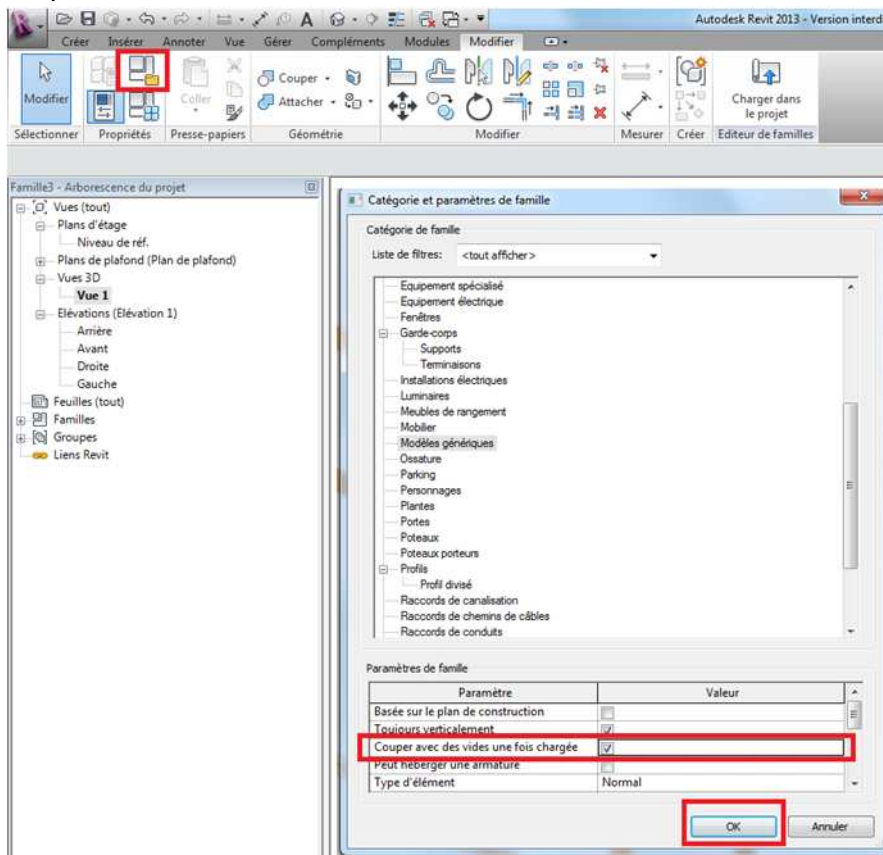 Autodesk Revit 2013 - Version interd
Créer Insérer Annoter Vue Gérer Compléments Modules Modifier
Modifier
Coller
Couper
Attacher
Charger dans
le projet
Sélectionner Propriétés Presse-papiers Géométrie Modifier Mesurer Créer Editeur de familles
Famille3 - Arborescence du projet
Vues (tout)
Plans d'étage
Niveau de réf.
Plans de plafond (Plan de plafond)
Vues 3D
Vue 1
Elévations (Elévation 1)
Arrière
Avant
Droite
Gauche
Feuilles (tout)
Familles
Groupes
Liens Revit
Catégorie et paramètres de famille
Catégorie de famille
Liste de filtres: <tout afficher>
Equipement spécialisé
Equipement électrique
Fenêtres
Garde-corps
Supports
Terminaisons
Installations électriques
Luminaires
Meubles de rangement
Mobilier
Modèles génériques
Ossature
Parking
Personnages
Plantes
Portes
Poteaux
Poteaux porteurs
Profils
Profil divisé
Raccords de canalisation
Raccords de chemins de câbles
Raccords de conduits
Paramètres de famille
Paramètre Valeur
Basée sur le plan de construction
Toujours verticalement
Couper avec des vides une fois chargée
Peut héberger une armature
Type d'élément Normal
OK Annuler